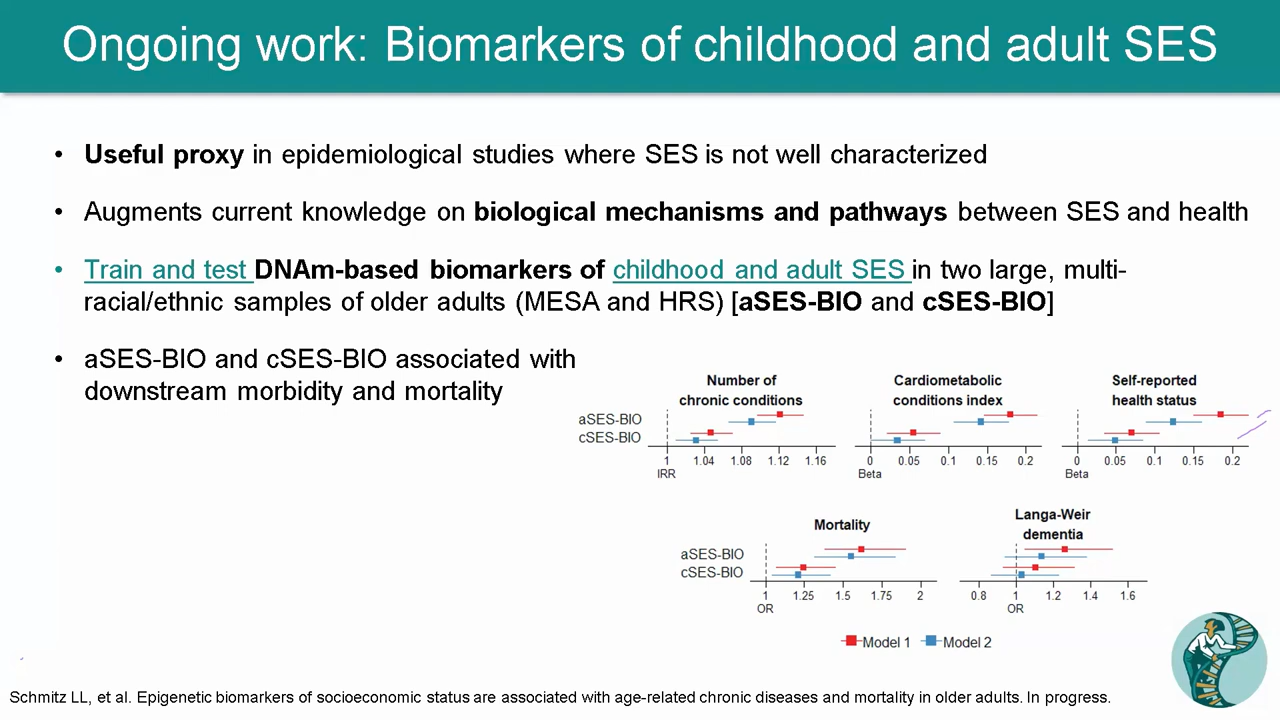 Ongoing work: Biomarkers of childhood and adult SES
• Useful proxy in epidemiological studies where SES is not well characterized
• Augments current knowledge on biological mechanisms and pathways between SES and health
• Train and test DNAm-based biomarkers of childhood and adult SES in two large, multi-
racial/ethnic samples of older adults (MESA and HRS) [aSES-BIO and cSES-BIO]
• aSES-BIO and cSES-BIO associated with
downstream morbidity and mortality
Number of
chronic conditions
aSES-BIO
cSES-BIO
1 1.04 1.08 1.12 1.16
IRR
Cardiometabolic
conditions index
0 0.05 0.1 0.15 0.2
Beta
Self-reported
health status
0 0.05 0.1 0.15 0.2
Beta
Mortality
aSES-BIO
cSES-BIO
1 1.25 1.5 1.75 2
OR
Langa-Weir
dementia
0.8 1 1.2 1.4 1.6
OR
Model 1 Model 2
Schmitz LL, et al. Epigenetic biomarkers of socioeconomic status are associated with age-related chronic diseases and mortality in older adults. In progress.